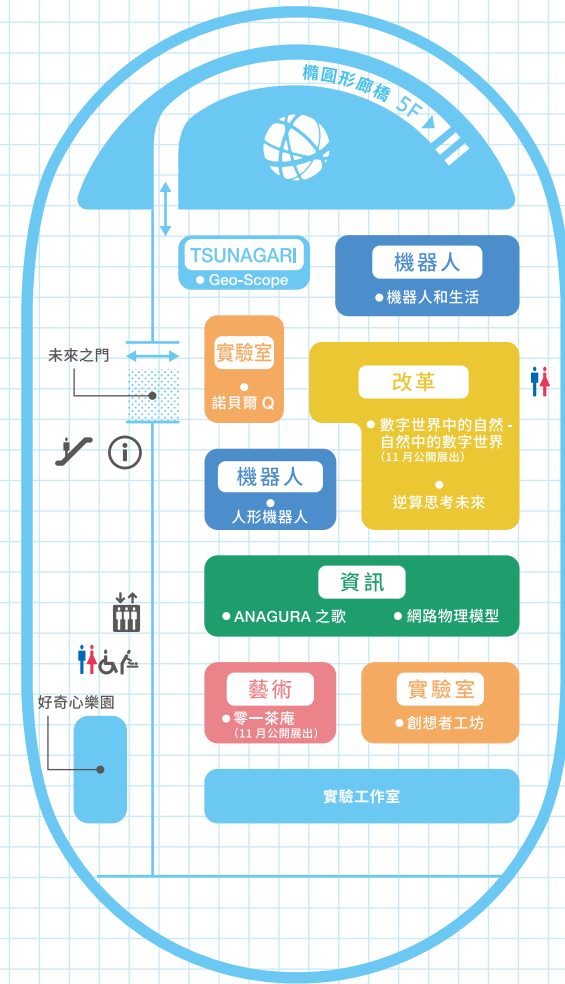 橢圓形廊橋 5F
TSUNAGARI
● Geo-Scope
機器人
● 機器人和生活
未來之門
實驗室
●
諾貝爾 Q
改革
● 數字世界中的自然 -
自然中的數字世界
（11 月公開展出）
●
逆算思考未來
機器人
●
人形機器人
資訊
● ANAGURA 之歌
● 網路物理模型
好奇心樂園
藝術
● 零一茶庵
（11 月公開展出）
實驗室
● 創想者工坊
實驗工作室